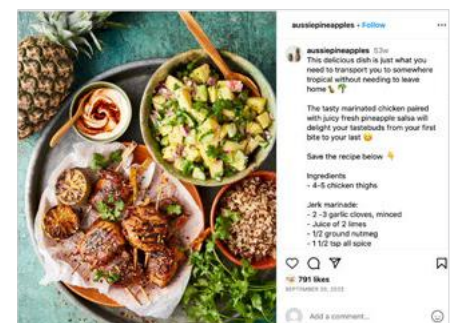 aussiepineapples • Follow
aussiepineapples 53w
This delicious dish is just what you
need to transport you to somewhere
tropical without needing to leave
home🍍🌴
The tasty marinated chicken paired
with juicy fresh pineapple salsa will
delight your tastebuds from your first
bite to your last 😋
Save the recipe below 👇
Ingredients
- 4-5 chicken thighs
Jerk marinade:
- 2 -3 garlic cloves, minced
- Juice of 2 limes
- 1/2 ground nutmeg
- 1 1/2 tsp all spice
791 likes
SEPTEMBER 20, 2022
Add a comment...